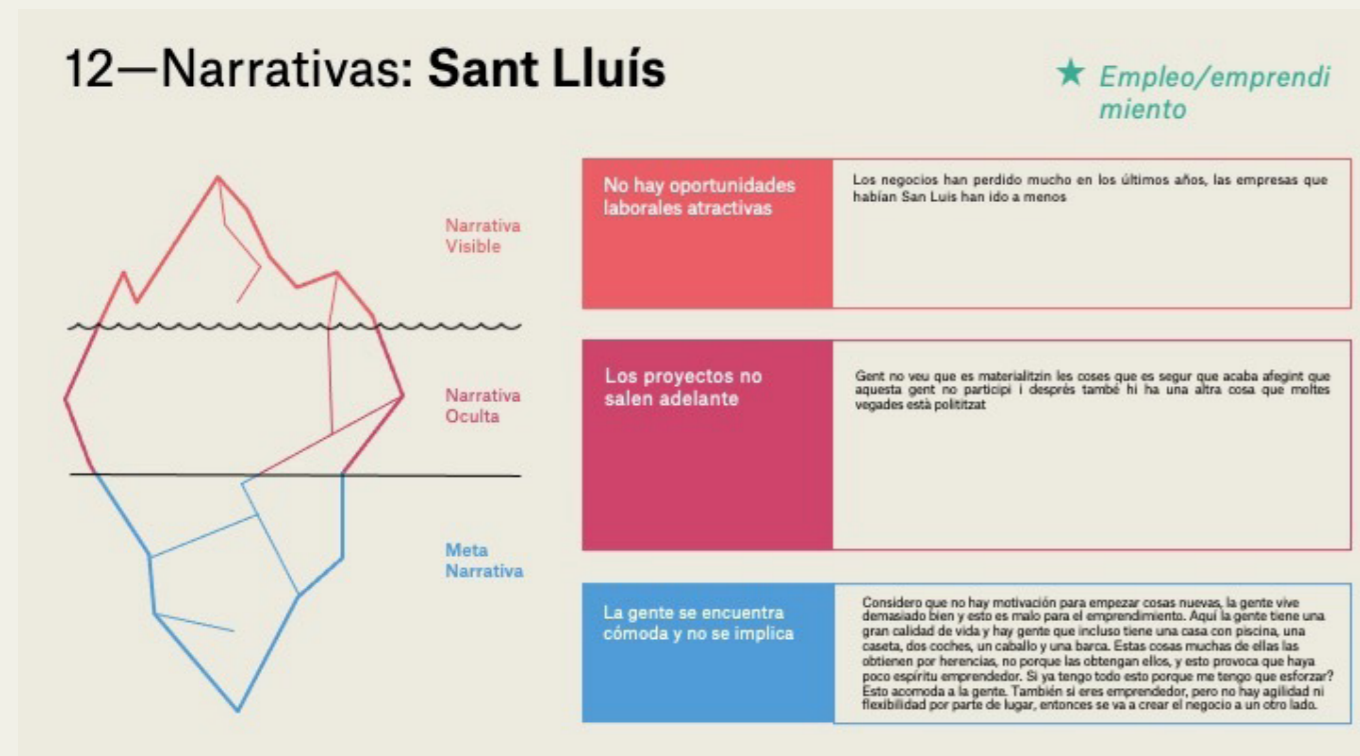 12—Narrativas: Sant Lluís
★ Empleo/emprendi
miento
Narrativa
Visible
No hay oportunidades
laborales atractivas
Los negocios han perdido mucho en los últimos años, las empresas que
habían San Luis han ido a menos
Narrativa
Oculta
Los proyectos no
salen adelante
Gent no veu que es materialitzin les coses que es segur que acaba afegint que
aquesta gent no participi i després també hi ha una altra cosa que moltes
vegades està polititzat
Meta
Narrativa
La gente se encuentra
cómoda y no se implica
Considero que no hay motivación para empezar cosas nuevas, la gente vive
demasiado bien y esto es malo para el emprendimiento. Aquí la gente tiene una
gran calidad de vida y hay gente que incluso tiene una casa con piscina, una
caseta, dos coches, un caballo y una barca. Estas cosas muchas de ellas las
obtienen por herencias, no porque las obtengan ellos, y esto provoca que haya
poco espíritu emprendedor. Si ya tengo todo esto porque me tengo que esforzar?
Esto acomoda a la gente. También si eres emprendedor, pero no hay agilidad ni
flexibilidad por parte de lugar, entonces se va a crear el negocio a un otro lado.